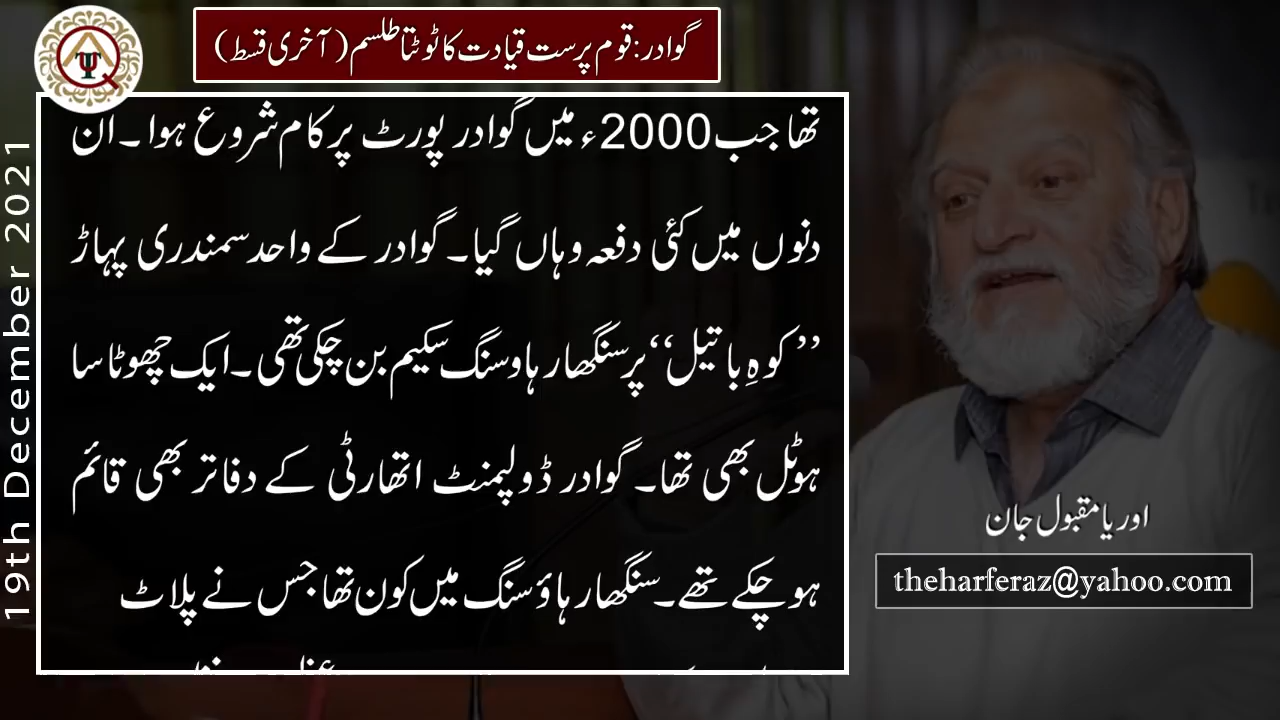 گوادر: قوم پرست قیادت کا ٹوٹتا طلسم (آخری قسط)
تھا جب 2000ء میں گوادر پورٹ پر کام شروع ہوا۔ ان
دنوں میں کئی دفعہ وہاں گیا۔ گوادر کے واحد سمندری پہاڑ
’’کوہِ باتیل‘‘ پر سنگھار ہاوسنگ سکیم بن چکی تھی۔ ایک چھوٹا سا
ہوٹل بھی تھا۔ گوادر ڈویلپمنٹ اتھارٹی کے دفاتر بھی قائم
ہو چکے تھے۔ سنگھار ہاؤسنگ میں کون تھا جس نے پلاٹ
19th December 2021
اوریا مقبول جان
theharferaz@yahoo.com